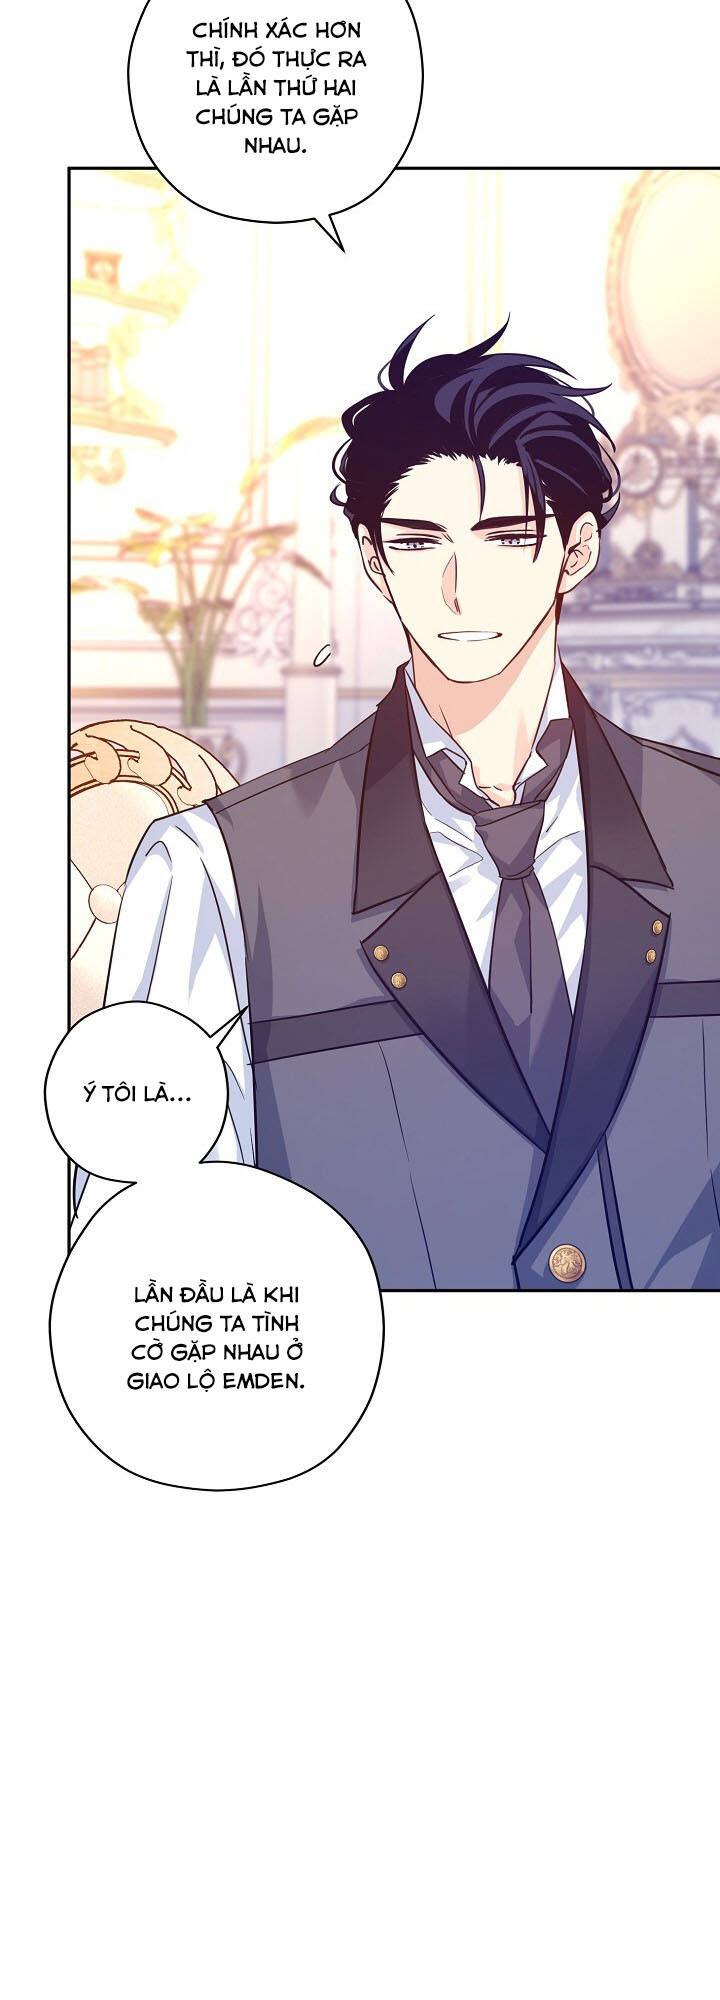 CHÍNH XÁC HƠN
THÌ, ĐÓ THỰC RA
LÀ LẦN THỨ HAI
CHÚNG TA GẶP
NHAU.
Ý TÔI LÀ...
LẦN ĐẦU LÀ KHI
CHÚNG TA TÌNH
CỜ GẶP NHAU Ở
GIAO LỘ EMDEN.